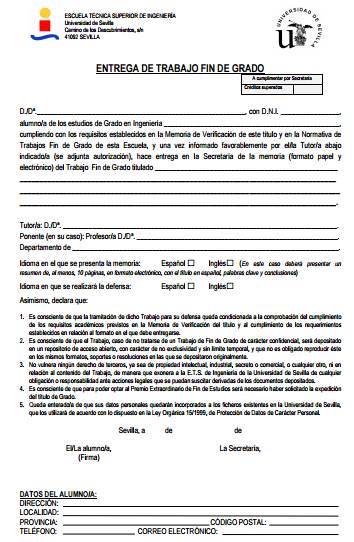 ESCUELA TÉCNICA SUPERIOR DE INGENIERÍA
Universidad de Sevilla
Camino de los Descubrimientos, s/n
41092 SEVILLA
UNIVERSIDAD DE SEVILLA
ENTREGA DE TRABAJO FIN DE GRADO
A cumplimentar por Secretaría
Créditos superados
D./Dª. , con D.N.I. ,
alumno/a de los estudios de Grado en Ingeniería
cumpliendo con los requisitos establecidos en la Memoria de Verificación de este título y en la Normativa de
Trabajos Fin de Grado de esta Escuela, y una vez informado favorablemente por el/la Tutor/a abajo
indicado/a (se adjunta autorización), hace entrega en la Secretaría de la memoria (formato papel y
electrónico) del Trabajo Fin de Grado titulado
Tutor/a: D./Dª.
Ponente (en su caso): Profesor/a D./Dª.
Departamento de
Idioma en el que se presenta la memoria: Español ☐ Inglés ☐ (En este caso deberá presentar un
resumen de, al menos, 10 páginas, en formato electrónico, con el título en español, palabras clave y conclusiones)
Idioma en que se realizará la defensa: Español ☐ Inglés ☐
Asimismo, declara que:
1. Es consciente de que la tramitación de dicho Trabajo para su defensa queda condicionada a la comprobación del cumplimiento
de los requisitos académicos previstos en la Memoria de Verificación del título y al cumplimiento de los requerimientos
establecidos en relación al formato en el que debe entregarse.
2. Es consciente de que el Trabajo, caso de no tratarse de un Trabajo de Fin de Grado de carácter confidencial, será depositado
en un repositorio de acceso abierto, con carácter de no exclusividad y sin límite temporal, y que no es obligado reproducir éste
en los mismos formatos, soportes o resoluciones en las que se depositaron originalmente.
3. No vulnera ningún derecho de terceros, ya sea de propiedad intelectual, industrial, secreto o comercial, o cualquier otro, ni en
relación al contenido del Trabajo, de manera que exonera a la E.T.S. de Ingeniería de la Universidad de Sevilla de cualquier
obligación o responsabilidad ante acciones legales que se puedan suscitar derivadas de los documentos depositados.
4. Es consciente de que para poder optar al Premio Extraordinario de Fin de Estudios será necesario haber solicitado la expedición
del título de Grado.
5. Queda enterado/a de que sus datos personales quedarán incorporados a los ficheros existentes en la Universidad de Sevilla,
que los utilizará de acuerdo con lo dispuesto en la Ley Orgánica 15/1999, de Protección de Datos de Carácter Personal.
Sevilla, a de de
El/La alumno/a, La Secretaría,
(Firma)
DATOS DEL ALUMNO/A:
DIRECCIÓN:
LOCALIDAD:
PROVINCIA: CÓDIGO POSTAL:
TELÉFONO: CORREO ELECTRÓNICO: